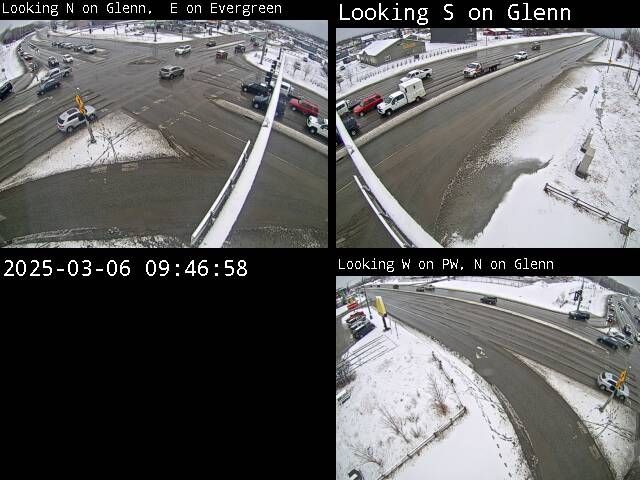 Looking N on Glenn,  E on Evergreen
Looking S on Glenn
2025-03-06 09:46:58
Looking W on PW, N on Glenn